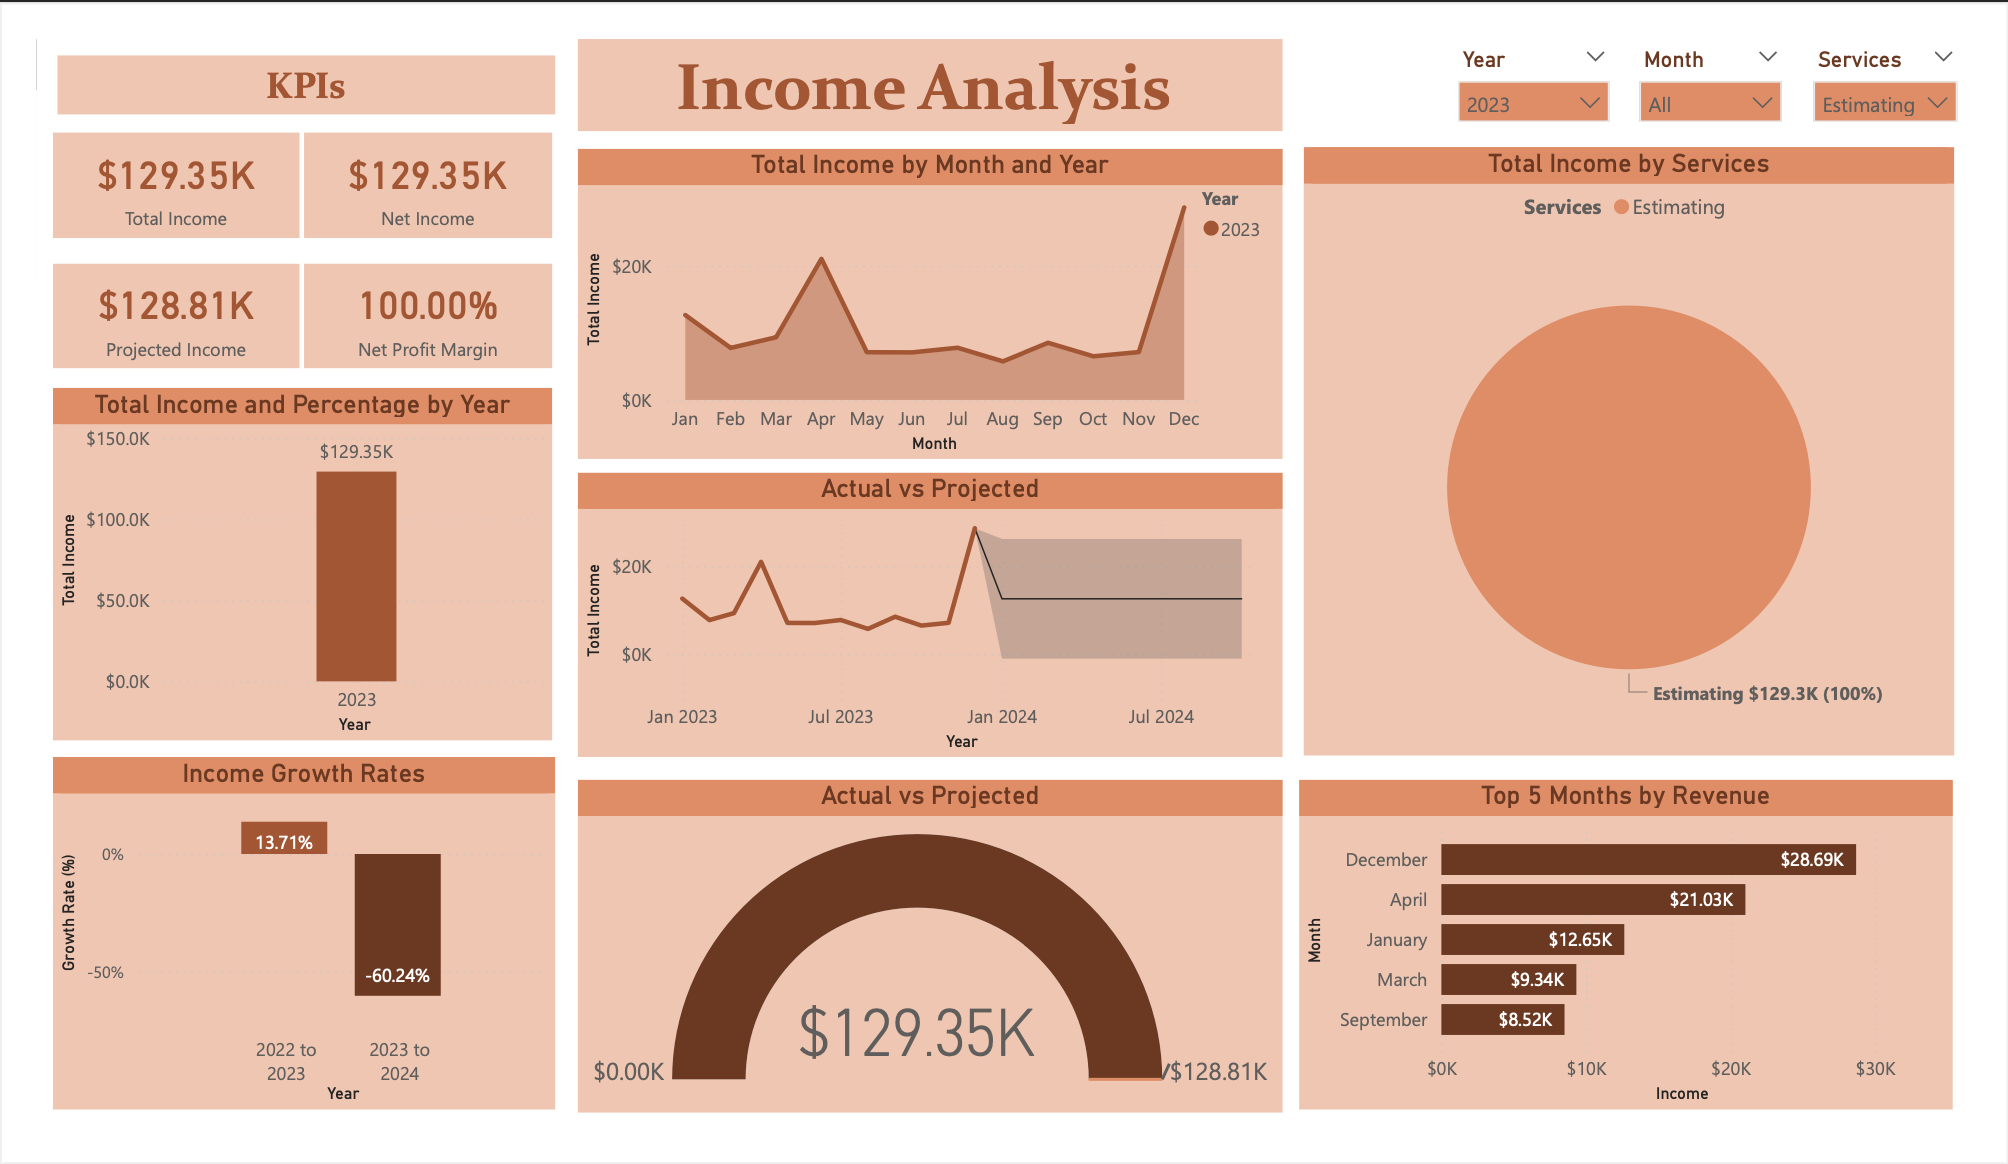 KPIs
$129.35K
Total Income
$129.35K
Net Income
$128.81K
Projected Income
100.00%
Net Profit Margin
Total Income and Percentage by Year
$150.0K
$100.0K
$50.0K
$0.0K
Total Income
$129.35K
2023
Year
Income Growth Rates
0%
-50%
Growth Rate (%)
13.71%
-60.24%
2022 to
2023
2023 to
2024
Year
Income Analysis
Total Income by Month and Year
Year
2023
Total Income
$20K
$0K
Jan Feb Mar Apr May Jun Jul Aug Sep Oct Nov Dec
Month
Actual vs Projected
Total Income
$20K
$0K
Jan 2023 Jul 2023 Jan 2024 Jul 2024
Year
Actual vs Projected
$129.35K
$0.00K
$128.81K
Year
2023
Month
All
Services
Estimating
Total Income by Services
Services Estimating
Estimating $129.3K (100%)
Top 5 Months by Revenue
Month
December $28.69K
April $21.03K
January $12.65K
March $9.34K
September $8.52K
$0K $10K $20K $30K
Income